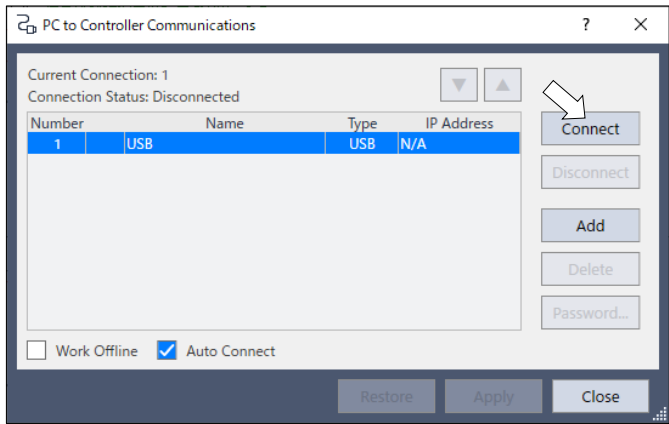 PC to Controller Communications ? ×
Current Connection: 1
Connection Status: Disconnected
Number Name Type IP Address
1 USB USB N/A
Connect
Disconnect
Add
Delete
Password...
Work Offline Auto Connect
Restore Apply Close